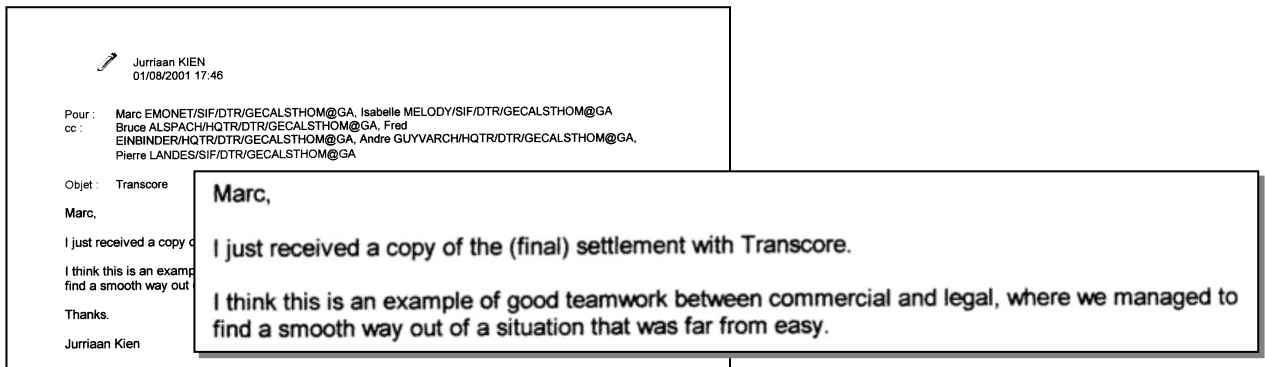 Jurriaan KIEN
01/08/2001 17:46
Pour : Marc EMONET/SIF/DTR/GECALSTHOM@GA, Isabelle MELODY/SIF/DTR/GECALSTHOM@GA
cc : Bruce ALSPACH/HQTR/DTR/GECALSTHOM@GA, Fred
EINBINDER/HQTR/DTR/GECALSTHOM@GA, Andre GUYVARCH/HQTR/DTR/GECALSTHOM@GA,
Pierre LANDES/SIF/DTR/GECALSTHOM@GA
Objet : Transcore
Marc,
I just received a copy
I think this is an
find a smooth way out
Thanks.
Jurriaan Kien
Marc,
I just received a copy of the (final) settlement with Transcore.
I think this is an example of good teamwork between commercial and legal, where we managed to
find a smooth way out of a situation that was far from easy.